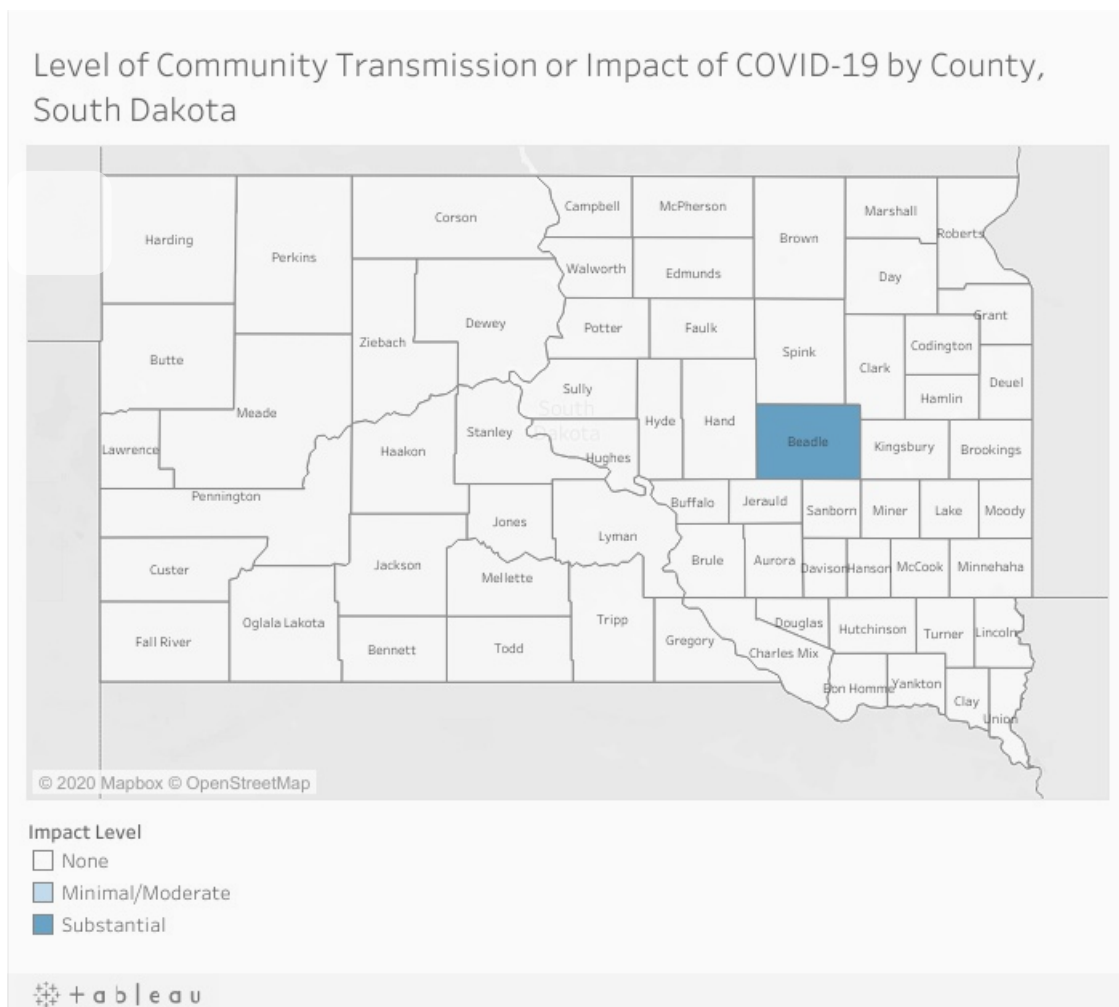 Level of Community Transmission or Impact of COVID-19 by County,
South Dakota
Campbell
McPherson
Marshall
Corson
Harding
Brown
Roberts
Perkins
Walworth
Edmunds
Day
Grant
Dewey
Potter
Faulk
Ziebach
Codington
Spink
Butte
Clark
Deuel
Sully
Hamlin
South
Dakota
Meade
Hyde
Hand
Stanley
Beadle
Lawrence
Haakon
Kingsbury
Brookings
Hughes
Pennington
Buffalo
Jerauld
Sanborn
Miner
Lake
Moody
Jones
Lyman
Custer
Jackson
Brule
Aurora
Davison
Hanson
McCook
Minnehaha
Mellette
Oglala Lakota
Tripp
Douglas
Hutchinson
Turner
Lincoln
Fall River
Bennett
Todd
Gregory
Charles Mix
Bon Homme
Yankton
Clay
Union
© 2020 Mapbox © OpenStreetMap
Impact Level
None
Minimal/Moderate
Substantial
+ableau